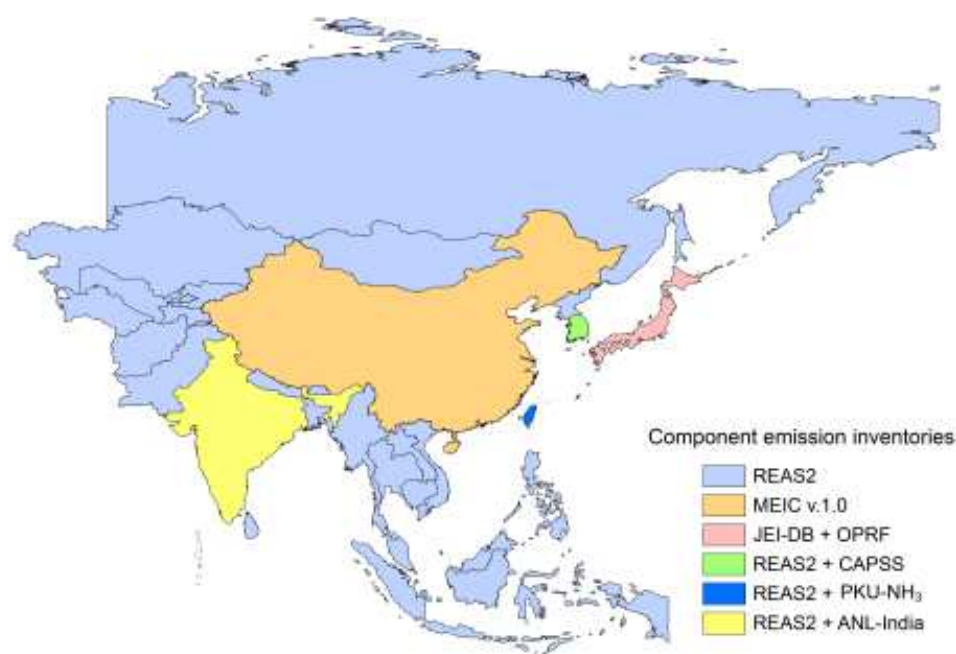 Component emission inventories
REAS2
MEIC v.1.0
JEI-DB + OPRF
REAS2 + CAPSS
REAS2 + PKU-NH₃
REAS2 + ANL-India